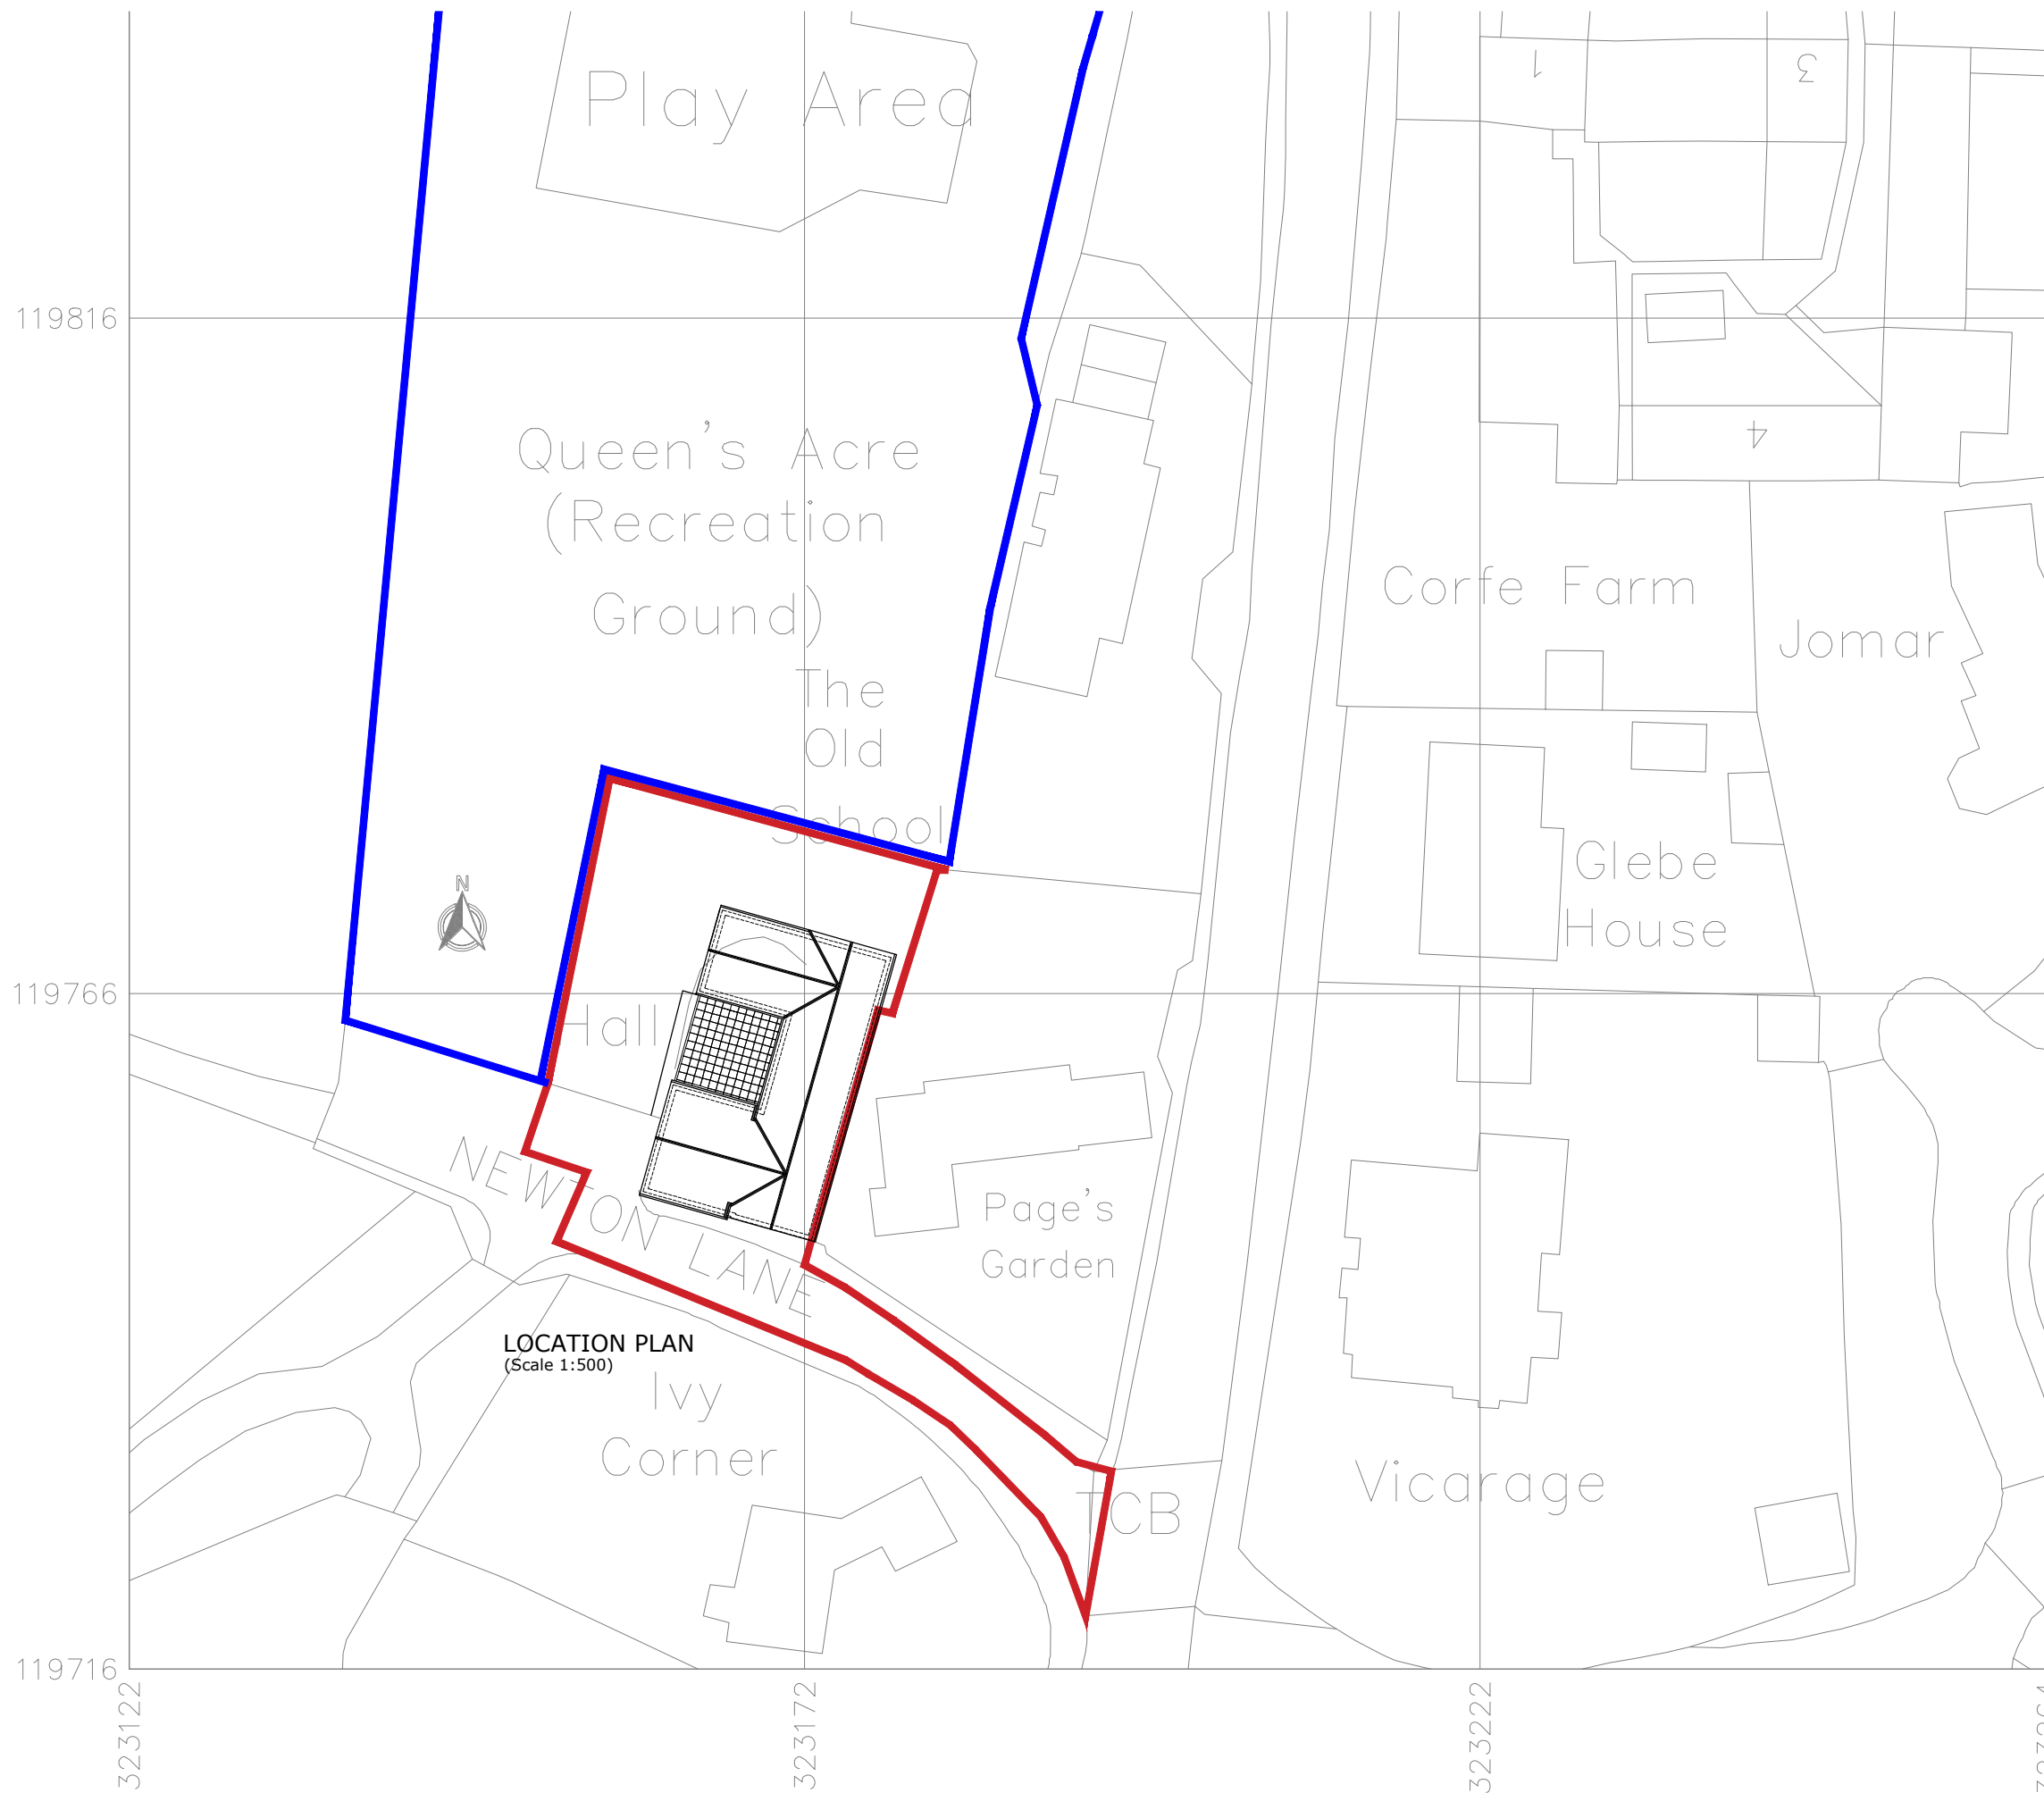 Play Area
1
3
119816
Queen's Acre
(Recreation
Ground)
4
Corfe Farm
Jomar
The
Old
School
Glebe
House
N
119766
Hall
NEWTON LANE
Page's
Garden
LOCATION PLAN
(Scale 1:500)
Ivy
Corner
TCB
Vicarage
119716
323122
323172
323222